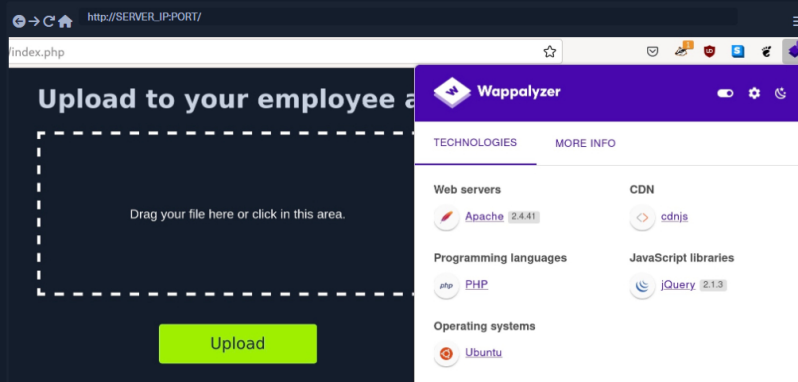 http://SERVER_IP:PORT/
/index.php
Upload to your employee a
Drag your file here or click in this area.
Upload
Wappalyzer
TECHNOLOGIES
MORE INFO
Web servers
Apache 2.4.41
CDN
cdnjs
Programming languages
php PHP
JavaScript libraries
jQuery 2.1.3
Operating systems
Ubuntu